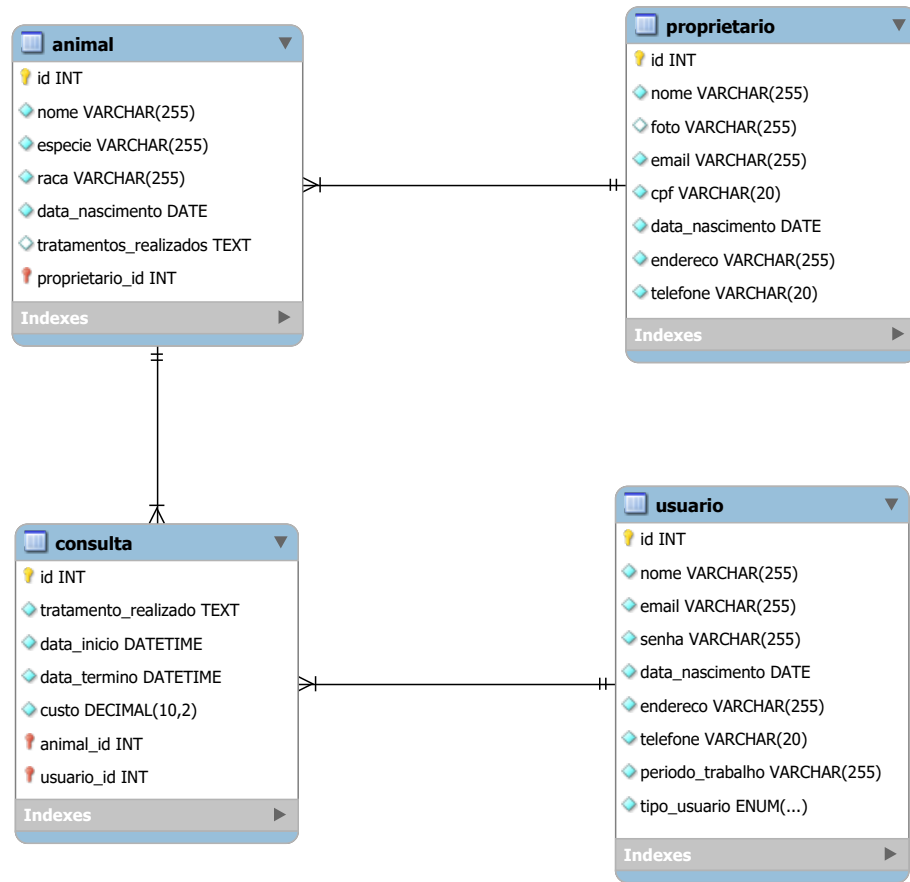 animal
id INT
nome VARCHAR(255)
especie VARCHAR(255)
raca VARCHAR(255)
data_nascimento DATE
tratamentos_realizados TEXT
proprietario_id INT
Indexes
proprietario
id INT
nome VARCHAR(255)
foto VARCHAR(255)
email VARCHAR(255)
cpf VARCHAR(20)
data_nascimento DATE
endereco VARCHAR(255)
telefone VARCHAR(20)
Indexes
consulta
id INT
tratamento_realizado TEXT
data_inicio DATETIME
data_termino DATETIME
custo DECIMAL(10,2)
animal_id INT
usuario_id INT
Indexes
usuario
id INT
nome VARCHAR(255)
email VARCHAR(255)
senha VARCHAR(255)
data_nascimento DATE
endereco VARCHAR(255)
telefone VARCHAR(20)
periodo_trabalho VARCHAR(255)
tipo_usuario ENUM(...)
Indexes